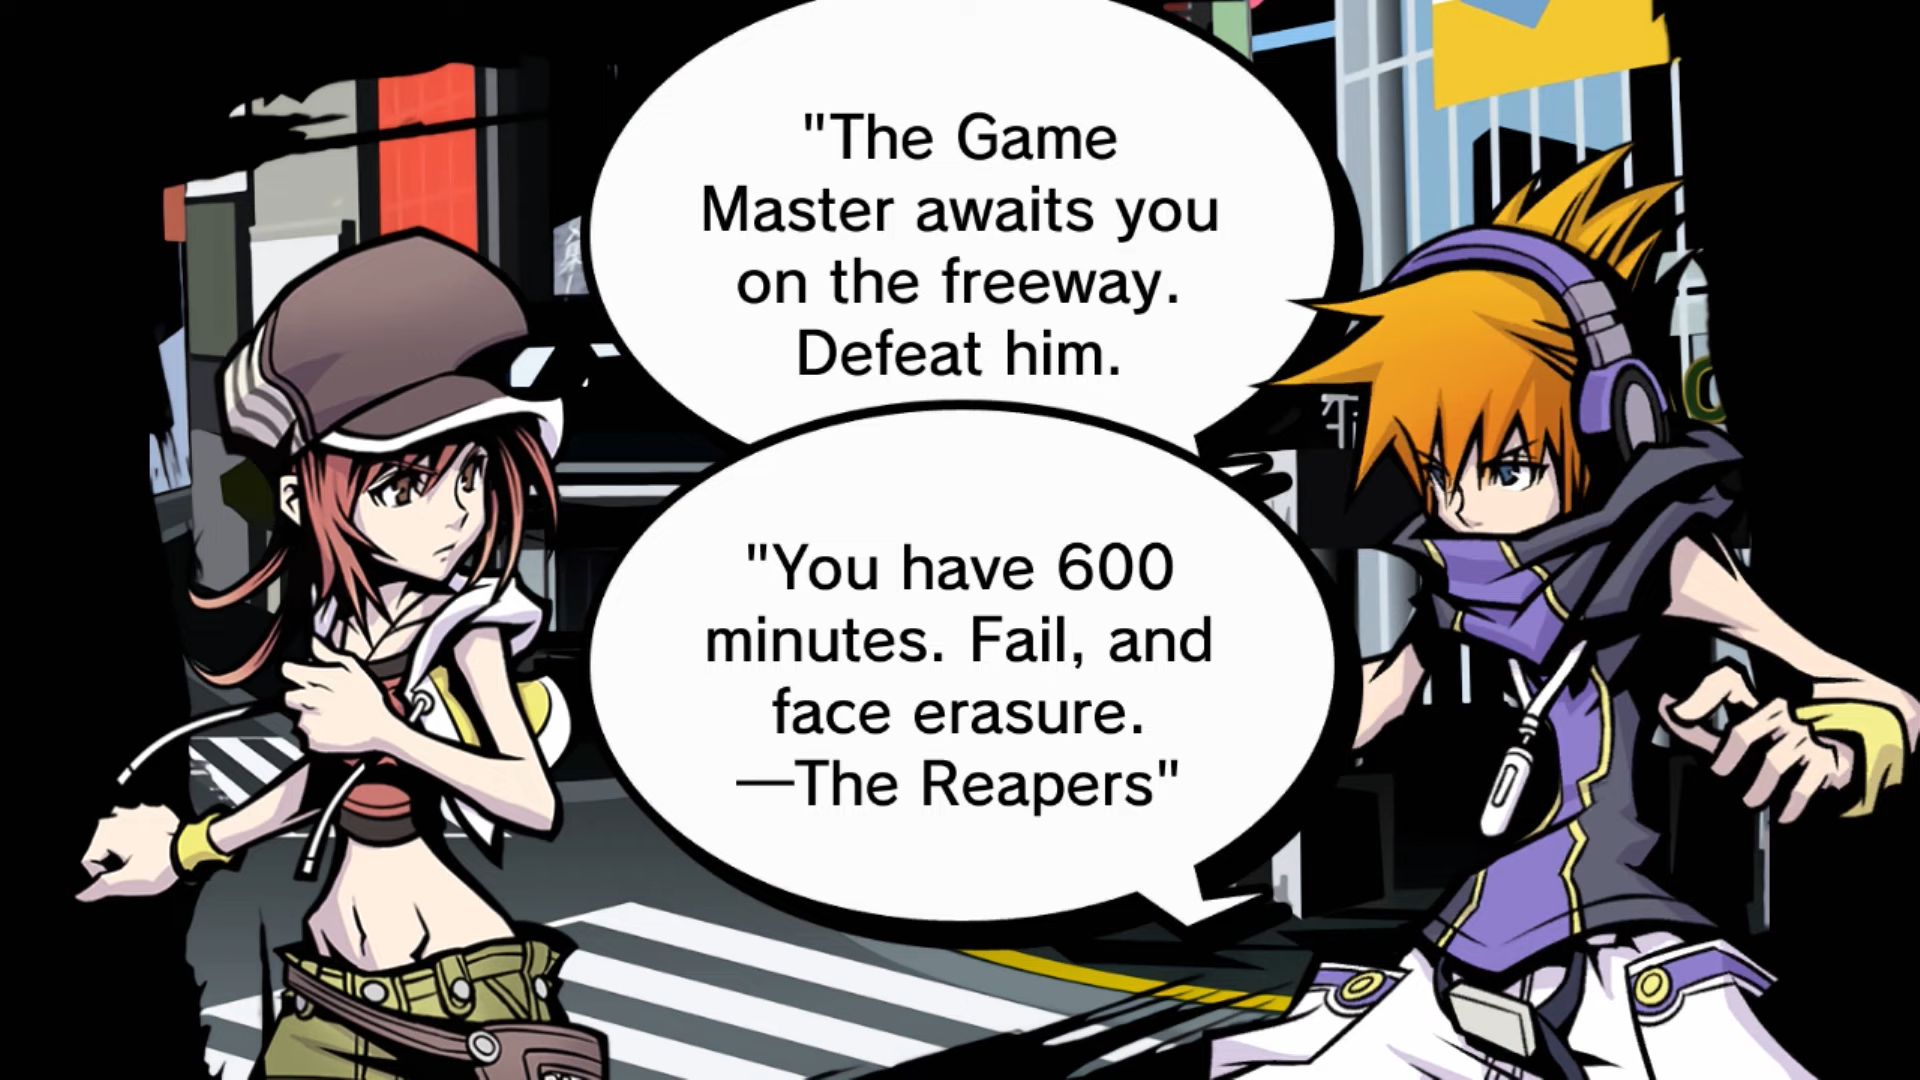 "The Game
Master awaits you
on the freeway.
Defeat him.
"You have 600
minutes. Fail, and
face erasure.
—The Reapers"